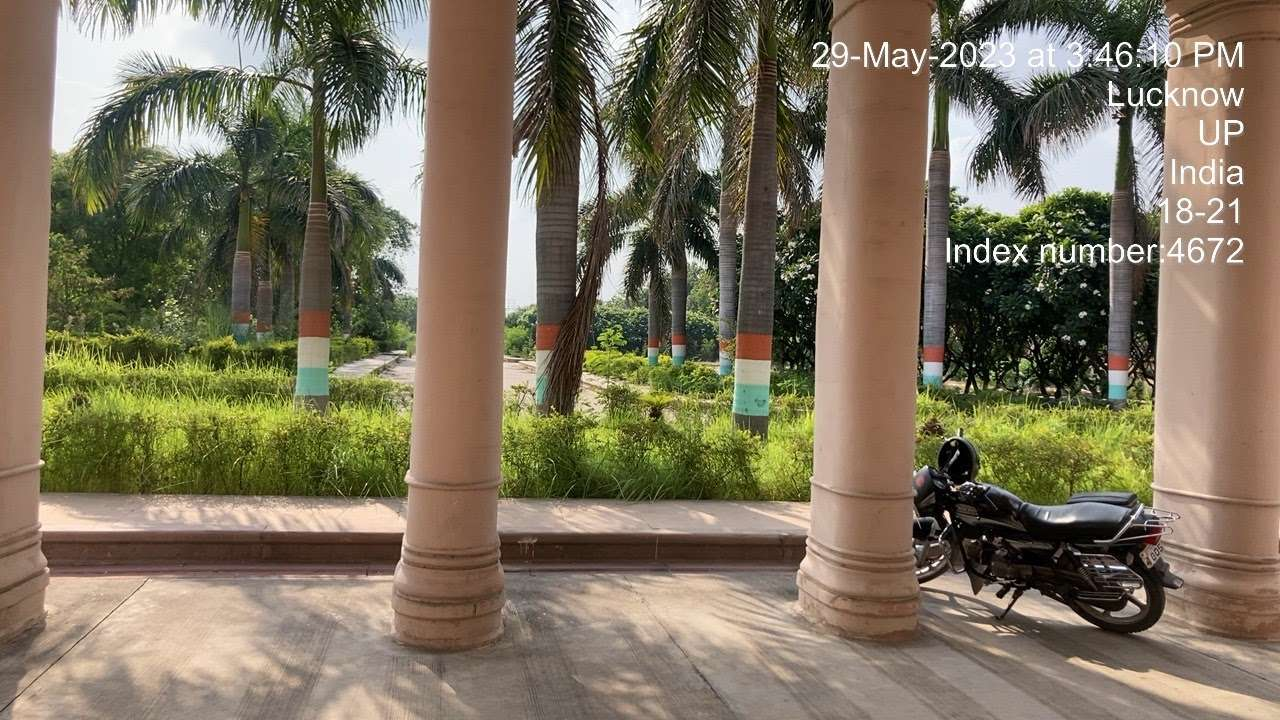 29-May-2023 at 3:46:10 PM
Lucknow
UP
India
18-21
Index number:4672